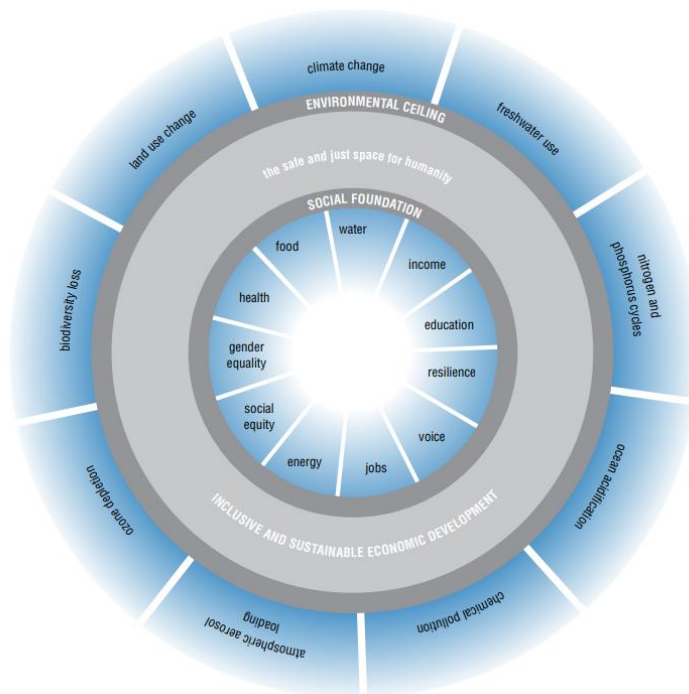 climate change
freshwater use
nitrogen and
phosphorus cycles
ocean acidification
chemical pollution
atmospheric aerosol
loading
ozone depletion
biodiversity loss
land use change
ENVIRONMENTAL CEILING
the safe and just space for humanity
SOCIAL FOUNDATION
water
income
education
resilience
voice
jobs
energy
social
equity
gender
equality
health
food
INCLUSIVE AND SUSTAINABLE ECONOMIC DEVELOPMENT